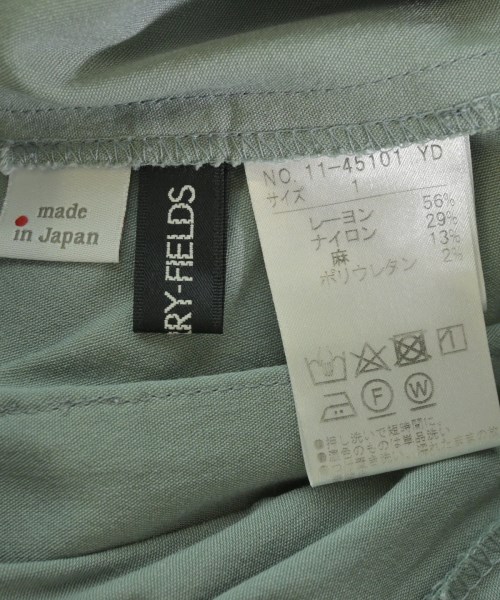 made
in Japan
RY-FIELDS
NO. 11-45101 YD
サイズ 1
レーヨン 56%
ナイロン 29%
麻 13%
ポリウレタン 2%
F W